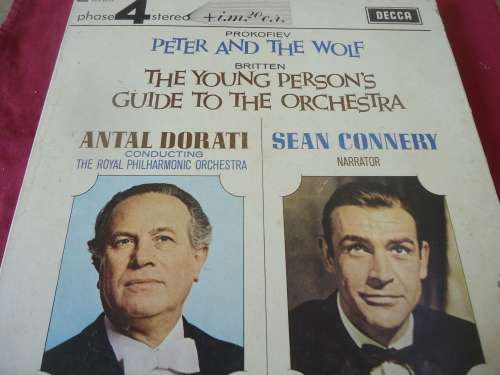 phase 4 stereo
DECCA
PROKOFIEV
PETER AND THE WOLF
BRITTEN
THE YOUNG PERSON'S
GUIDE TO THE ORCHESTRA
ANTAL DORATI
CONDUCTING
THE ROYAL PHILHARMONIC ORCHESTRA
SEAN CONNERY
NARRATOR